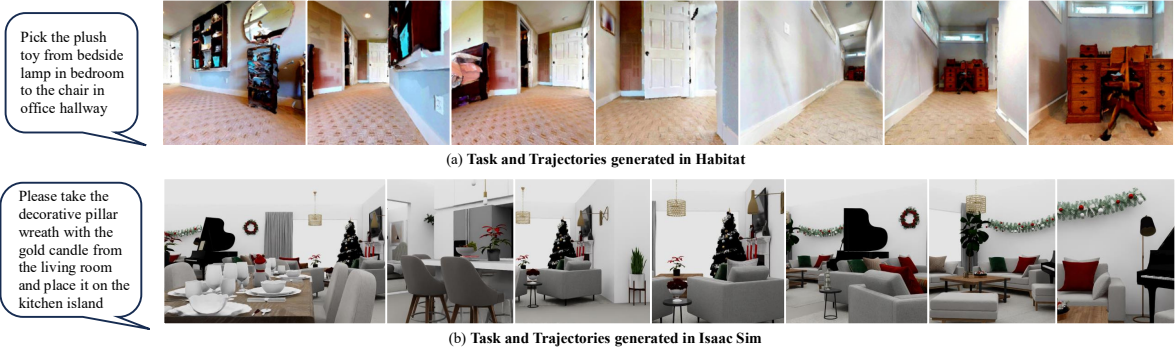 Pick the plush
toy from bedside
lamp in bedroom
to the chair in
office hallway
(a) Task and Trajectories generated in Habitat
Please take the
decorative pillar
wreath with the
gold candle from
the living room
and place it on the
kitchen island
(b) Task and Trajectories generated in Isaac Sim